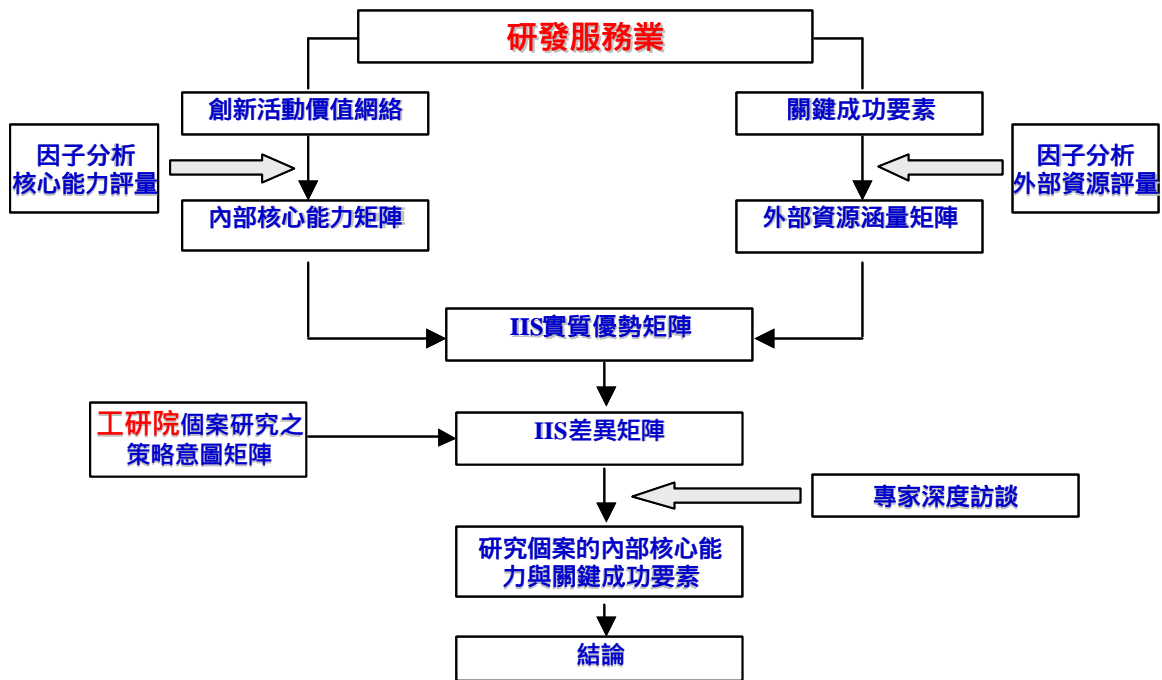 研發服務業
創新活動價值網絡
關鍵成功要素
因子分析
核心能力評量
因子分析
外部資源評量
內部核心能力矩陣
外部資源涵量矩陣
IIS實質優勢矩陣
工研院個案研究之
策略意圖矩陣
IIS差異矩陣
專家深度訪談
研究個案的內部核心能
力與關鍵成功要素
結論